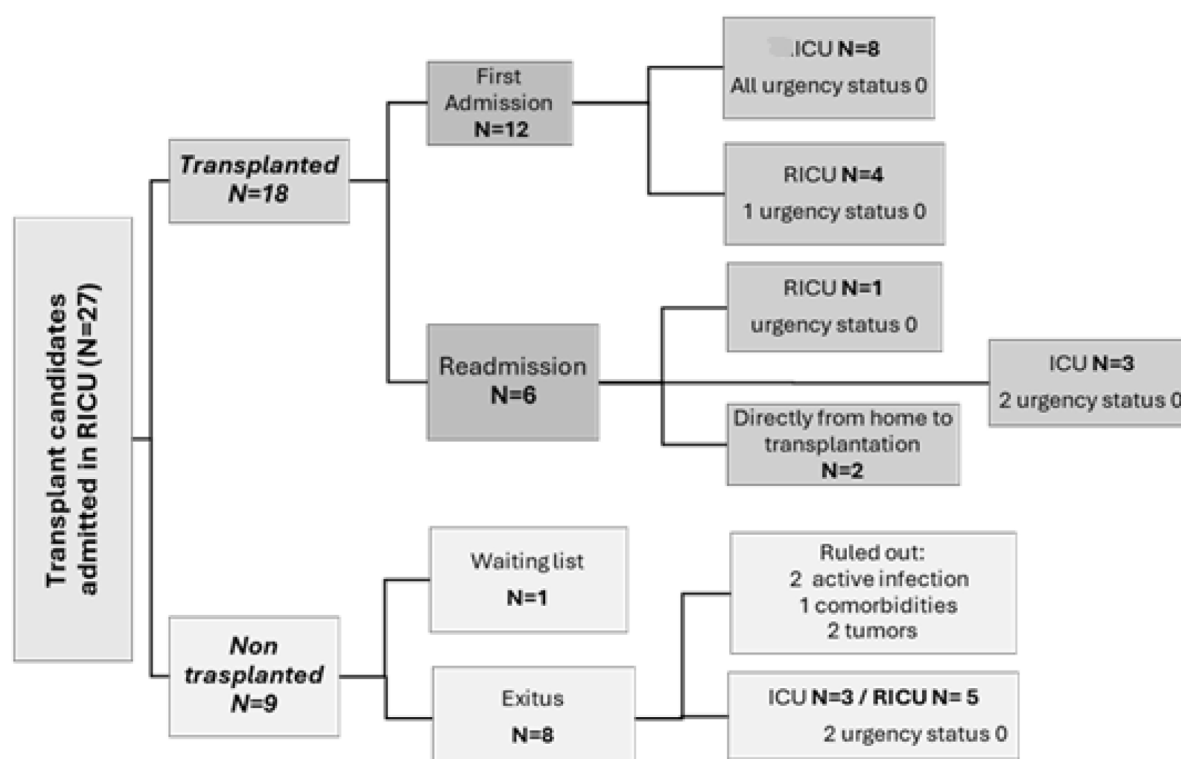 Transplant candidates
admitted in RICU (N=27)
Transplanted
N=18
First
Admission
N=12
ICU N=8
All urgency status 0
RICU N=4
1 urgency status 0
Readmission
N=6
RICU N=1
urgency status 0
ICU N=3
2 urgency status 0
Directly from home to
transplantation
N=2
Non
trasplanted
N=9
Waiting list
N=1
Exitus
N=8
Ruled out:
2 active infection
1 comorbidities
2 tumors
ICU N=3 / RICU N= 5
2 urgency status 0